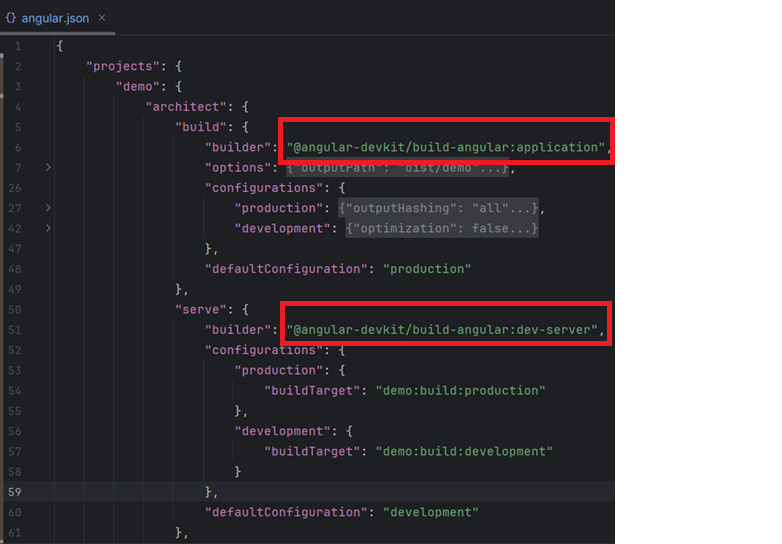 {} angular.json ×
1 {
2 "projects": {
3 "demo": {
4 "architect": {
5 "build": {
6 "builder": "@angular-devkit/build-angular:application",
7 > "options": {"outputPath": "dist/demo"...},
26 "configurations": {
27 > "production": {"outputHashing": "all"...},
42 > "development": {"optimization": false...}
47 },
48 "defaultConfiguration": "production"
49 },
50 "serve": {
51 "builder": "@angular-devkit/build-angular:dev-server",
52 "configurations": {
53 "production": {
54 "buildTarget": "demo:build:production"
55 },
56 "development": {
57 "buildTarget": "demo:build:development"
58 }
59 },
60 "defaultConfiguration": "development"
61 },